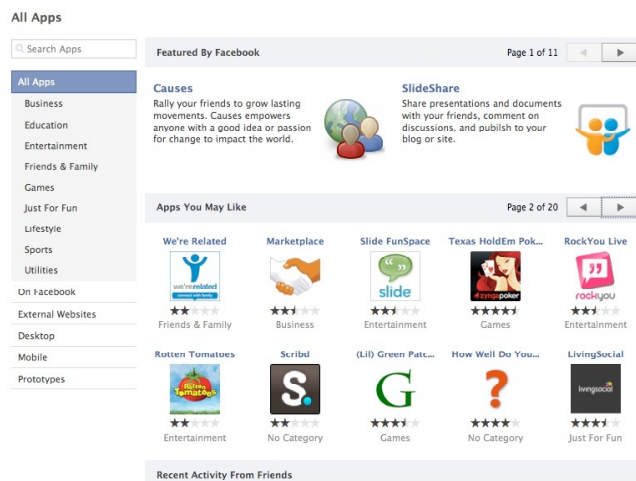 All Apps
Search Apps
All Apps
Business
Education
Entertainment
Friends & Family
Games
Just For Fun
Lifestyle
Sports
Utilities
On Facebook
External Websites
Desktop
Mobile
Prototypes
Featured By Facebook
Page 1 of 11
Causes
Rally your friends to grow lasting
movements. Causes empowers
anyone with a good idea or passion
for change to impact the world.
SlideShare
Share presentations and documents
with your friends, comment on
discussions, and pubilsh to your
blog or site.
Apps You May Like
Page 2 of 20
We're Related
Marketplace
Slide FunSpace
Texas HoldEm Pok...
RockYou Live
we'rerelated
connect with family
slide
zyngapoker
rockyou
Friends & Family
Business
Entertainment
Games
Entertainment
Rotten Tomatoes
Scribd
(Lil) Green Patc...
How Well Do You...
LivingSocial
Rotten
Tomatoes
S.
G
?
livingsocial
Entertainment
No Category
Games
No Category
Just For Fun
Recent Activity From Friends